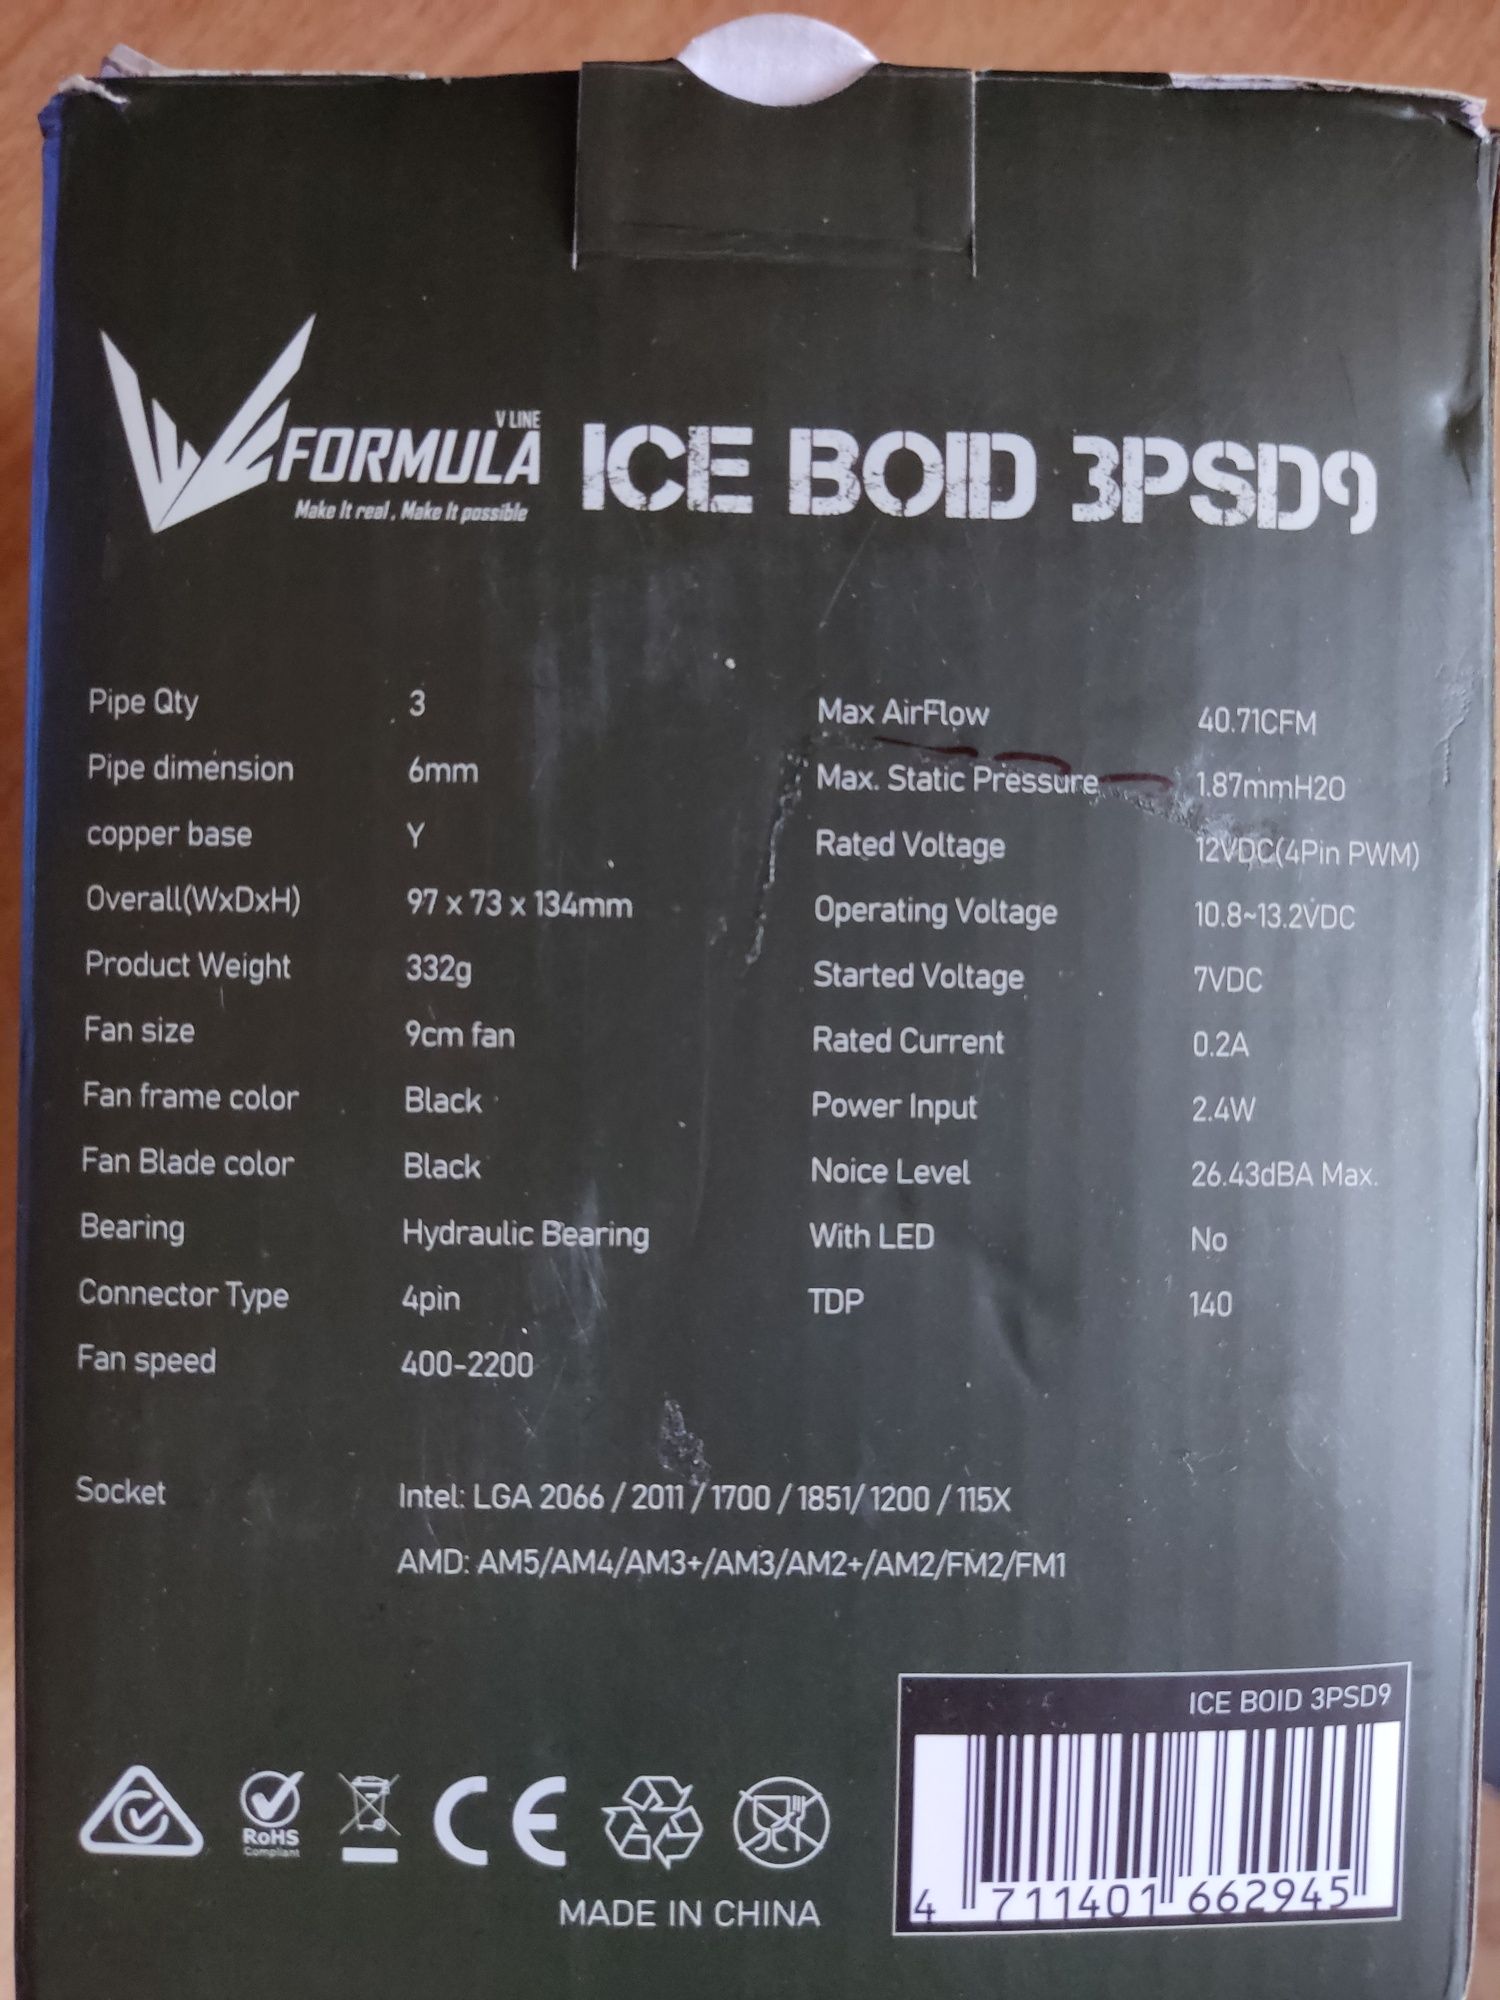 V LINE
FORMULA
Make It real , Make It possible
ICE BOID 3PSD9
Pipe Qty 3
Pipe dimension 6mm
copper base Y
Overall(WxDxH) 97 x 73 x 134mm
Product Weight 332g
Fan size 9cm fan
Fan frame color Black
Fan Blade color Black
Bearing Hydraulic Bearing
Connector Type 4pin
Fan speed 400-2200
Max AirFlow 40.71CFM
Max. Static Pressure 1.87mmH2O
Rated Voltage 12VDC(4Pin PWM)
Operating Voltage 10.8~13.2VDC
Started Voltage 7VDC
Rated Current 0.2A
Power Input 2.4W
Noice Level 26.43dBA Max.
With LED No
TDP 140
Socket Intel: LGA 2066 / 2011 / 1700 / 1851/ 1200 / 115X
AMD: AM5/AM4/AM3+/AM3/AM2+/AM2/FM2/FM1
RoHS
Compliant
CE
MADE IN CHINA
ICE BOID 3PSD9
4 711401 662945